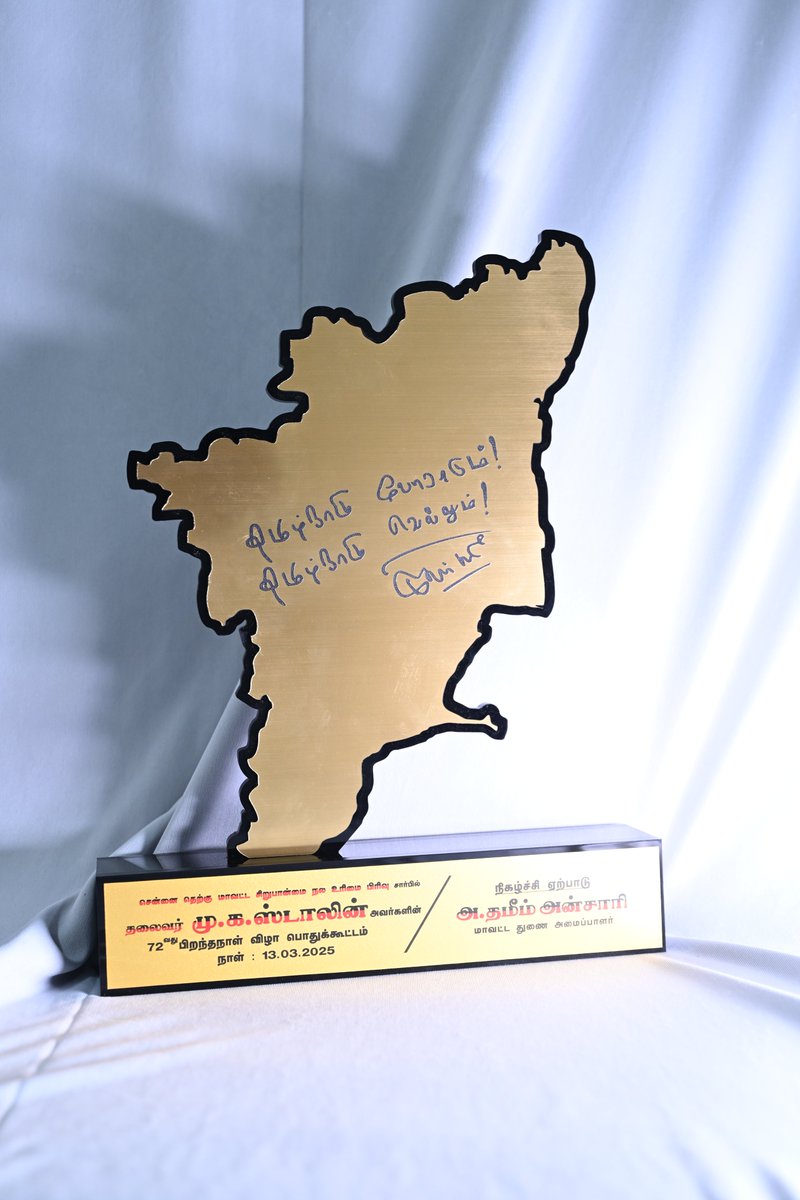 தமிழ்நாடு போராடும்!
தமிழ்நாடு வெல்லும்!
சென்னை தெற்கு மாவட்ட சிறுபான்மை நல உரிமை பிரிவு சார்பில்
தலைவர் மு.க.ஸ்டாலின் அவர்களின்
72வது பிறந்தநாள் விழா பொதுக்கூட்டம்
நாள் : 13.03.2025
நிகழ்ச்சி ஏற்பாடு
அ.தமீம் அன்சாரி
மாவட்ட துணை அமைப்பாளர்